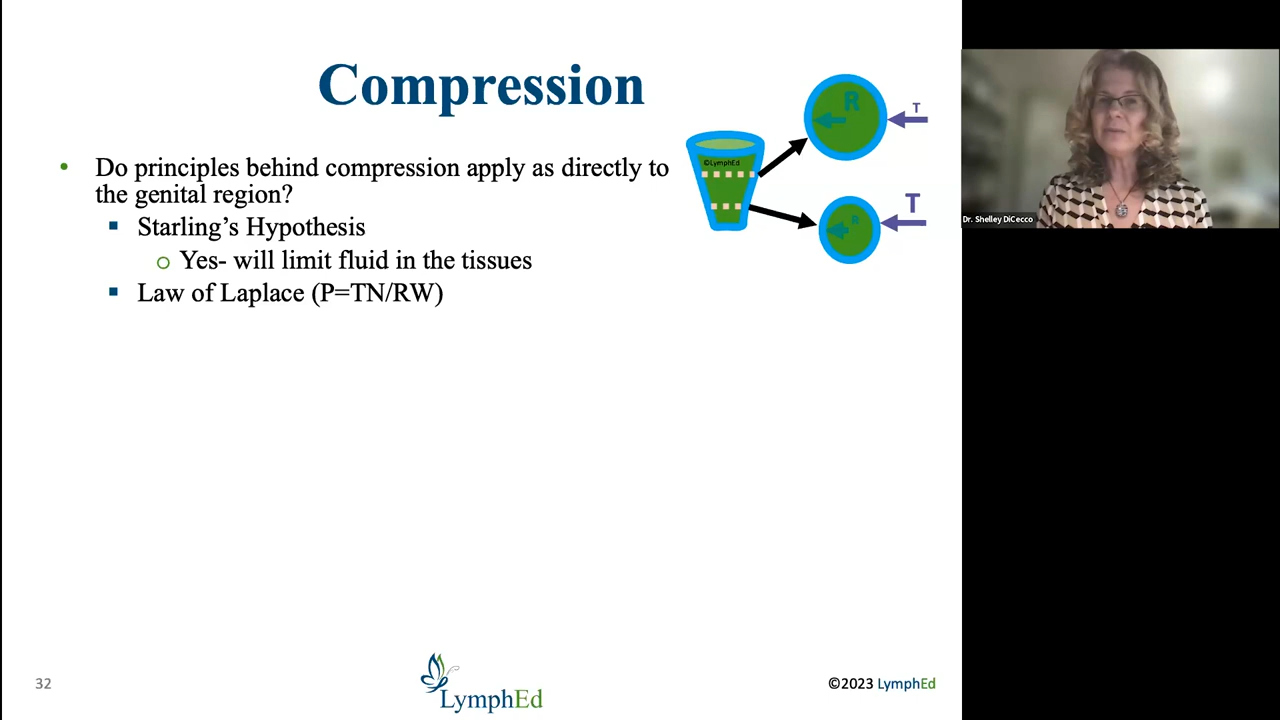 Compression
• Do principles behind compression apply as directly to
the genital region?
▪ Starling's Hypothesis
o Yes- will limit fluid in the tissues
▪ Law of Laplace (P=TN/RW)
©LymphEd
R
T
R
T
Dr. Shelley DiCecco
32
LymphEd
©2023 LymphEd